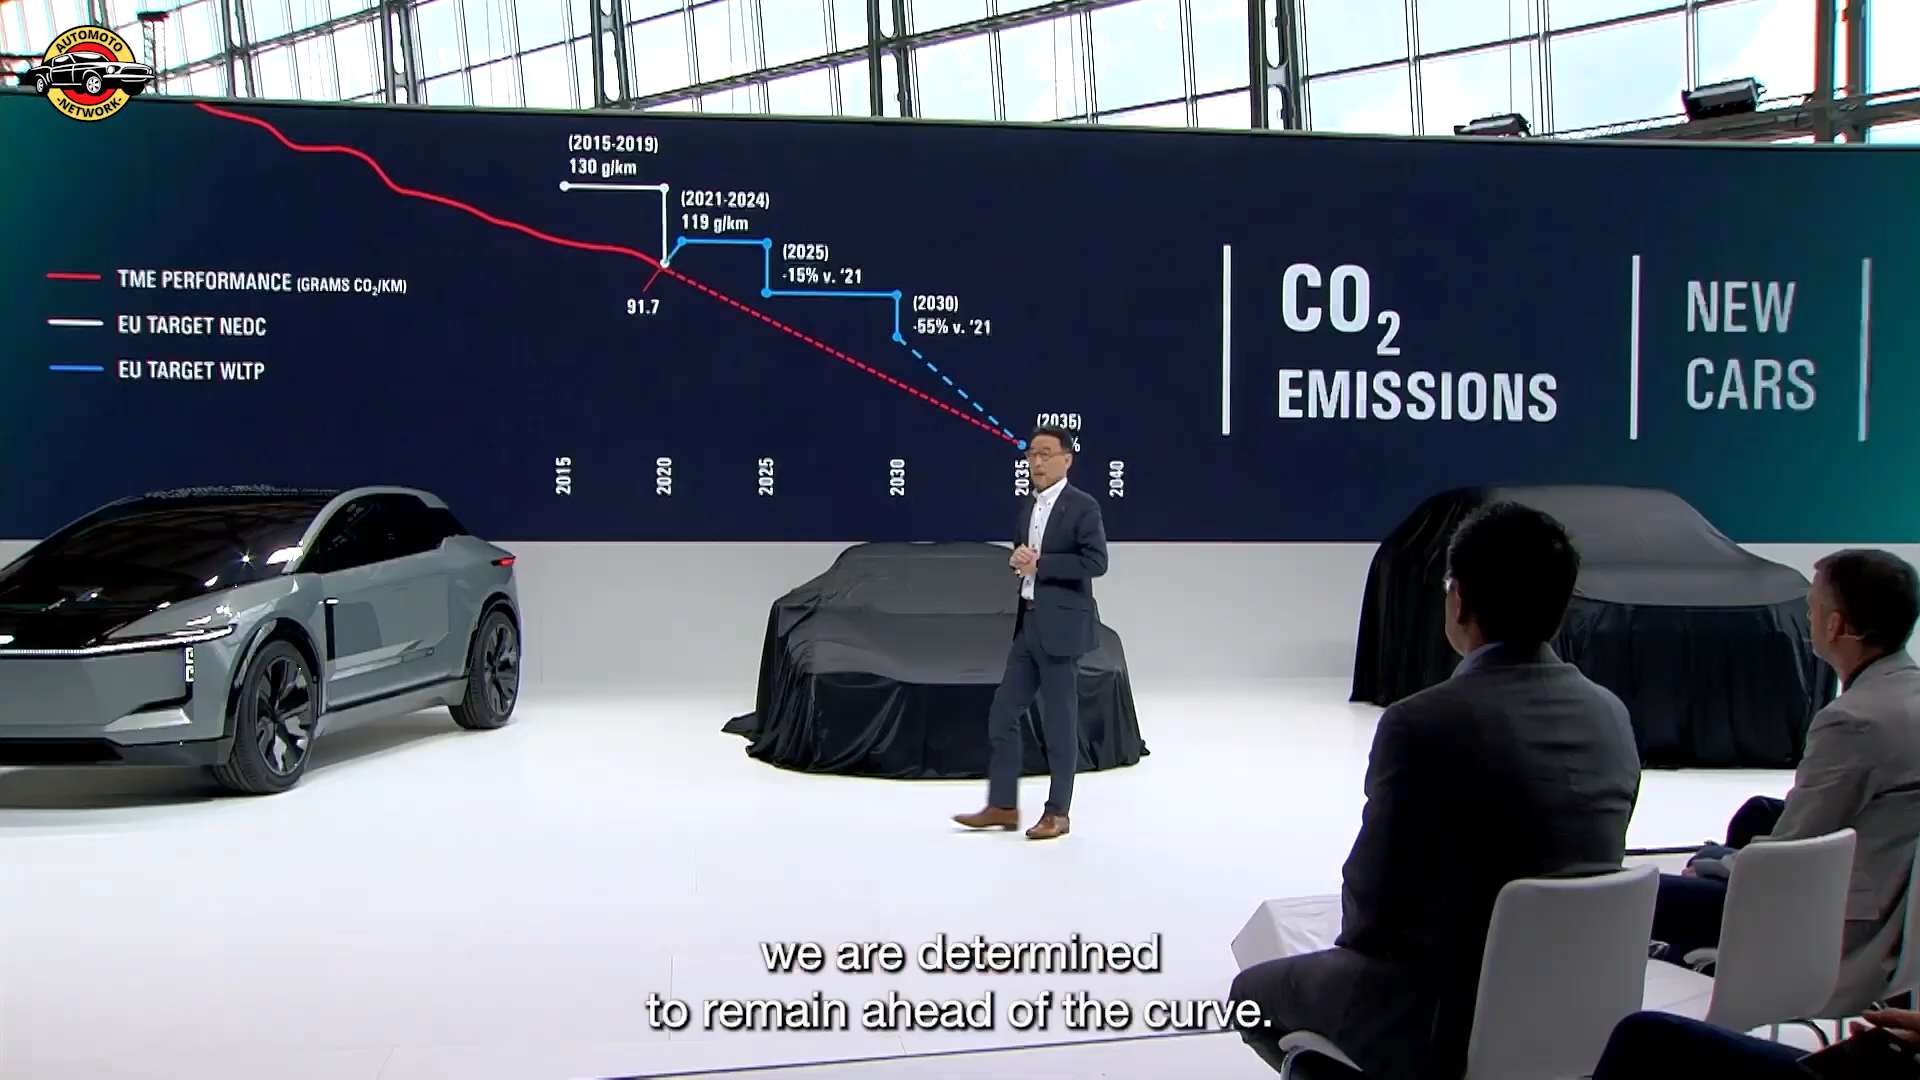 AUTOMOTO
NETWORK
(2015-2019)
130 g/km
(2021-2024)
119 g/km
(2025)
-15% v. '21
(2030)
-55% v. '21
(2035)
%
91.7
TME PERFORMANCE (GRAMS CO₂/KM)
EU TARGET NEDC
EU TARGET WLTP
2015
2020
2025
2030
2035
2040
CO₂
EMISSIONS
NEW
CARS
we are determined
to remain ahead of the curve.